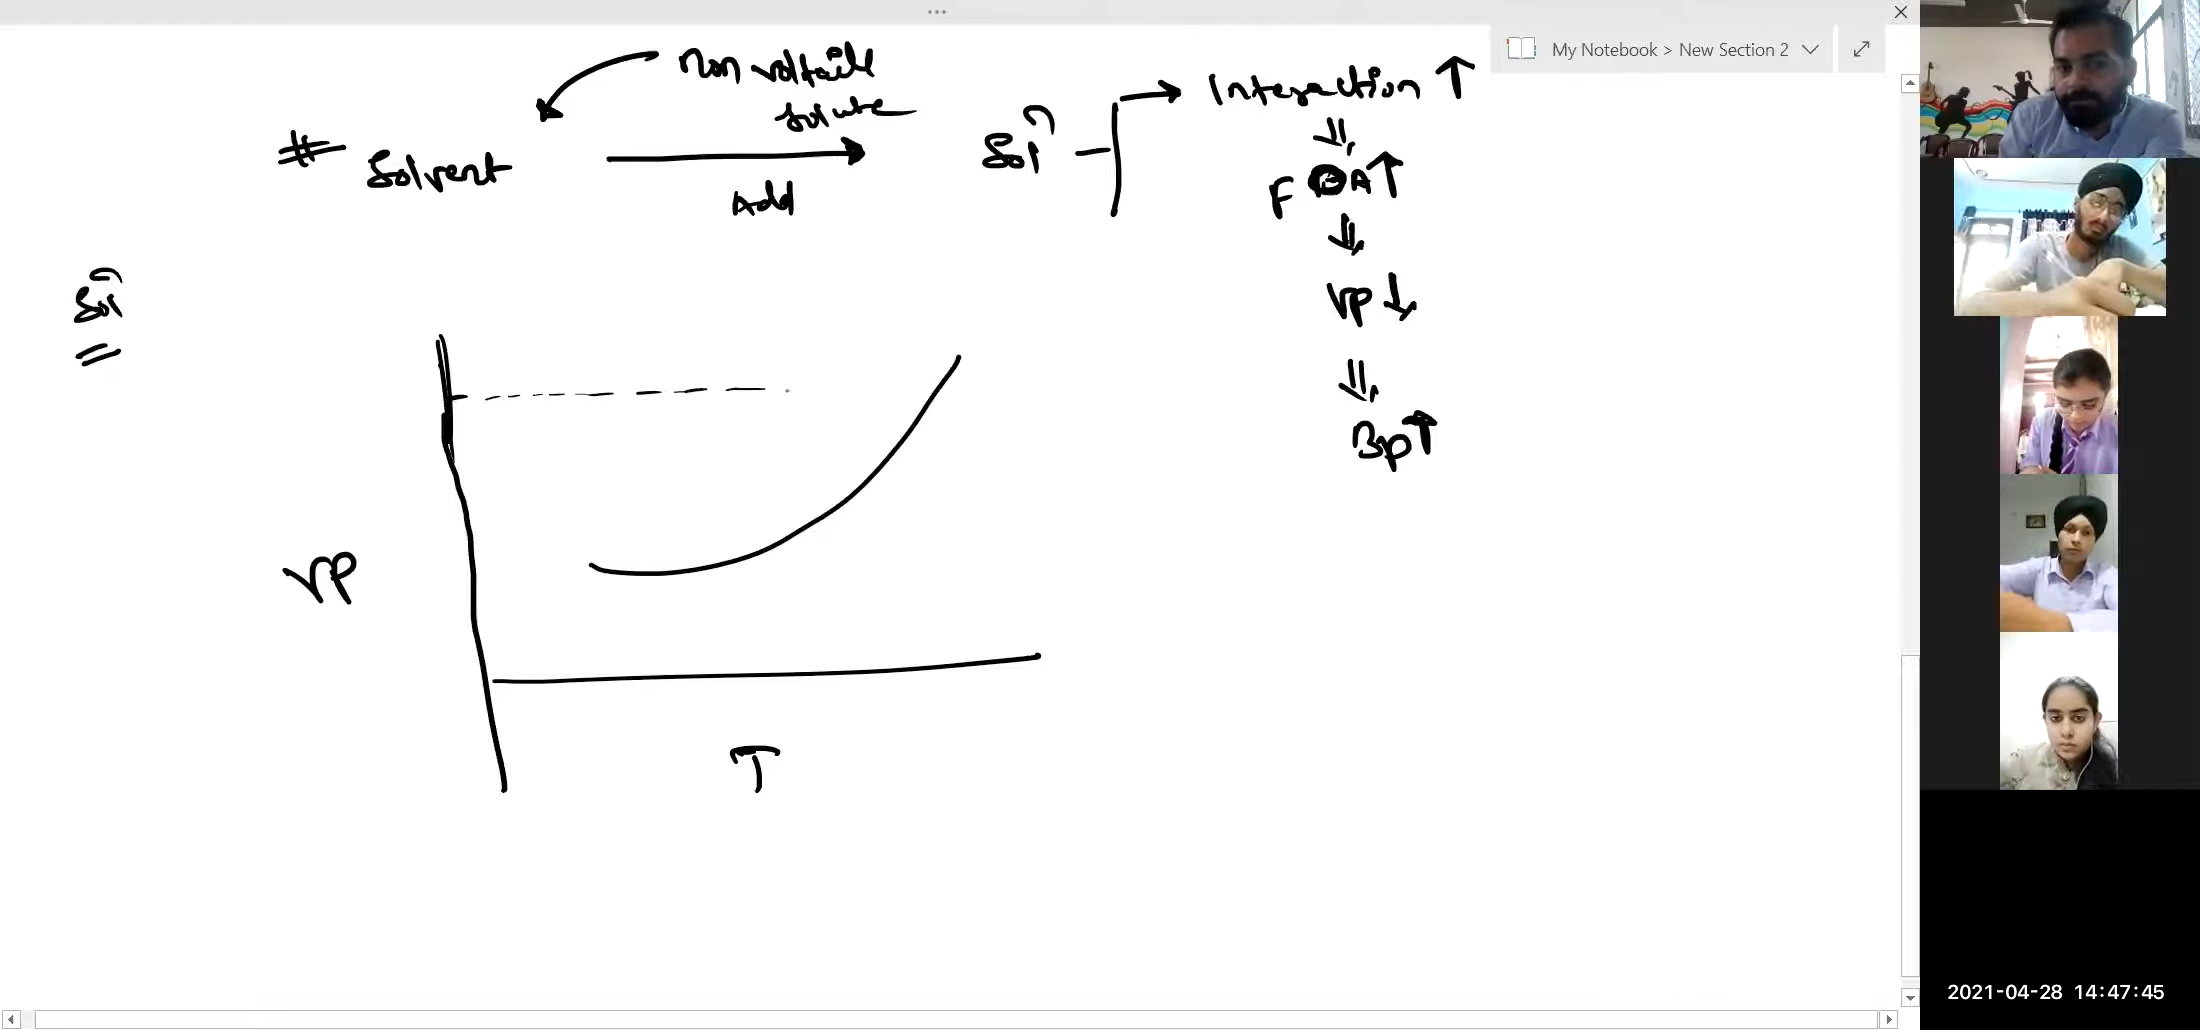 My Notebook > New Section 2
Non voltaile
solute
# Solvent
Add
Solⁿ
Interaction ↑
⇓
F A ↑
⇓
VP ↓
⇓
Bp ↑
Solⁿ
VP
T
2021-04-28 14:47:45